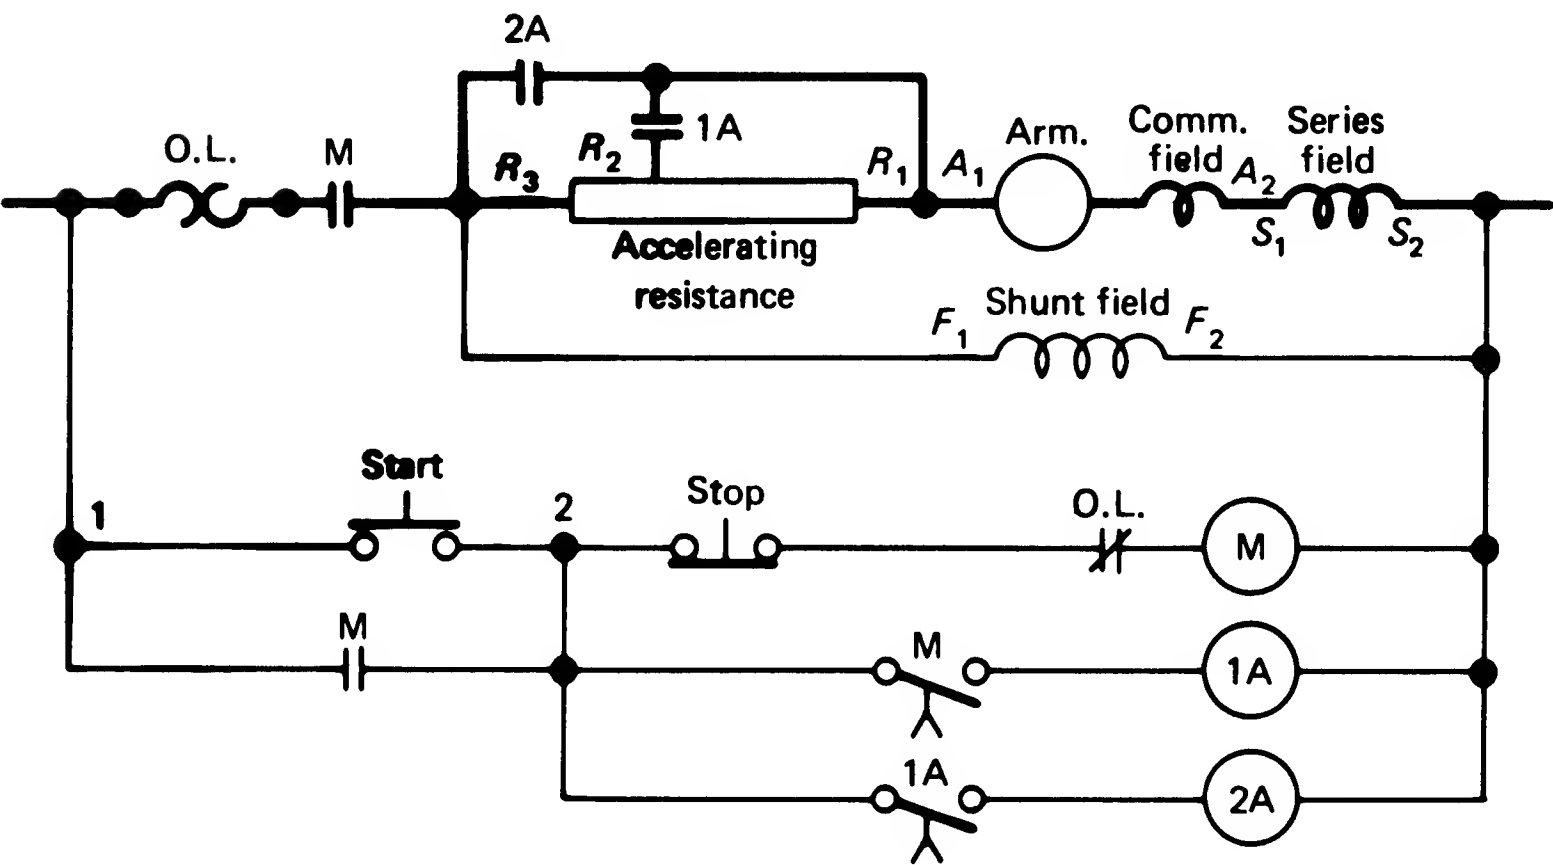 2A
1A
O.L.
M
R3
R2
R1
A1
Arm.
Comm.
field
A2
Series
field
S1
S2
Accelerating
resistance
F1
Shunt field
F2
Start
1
2
Stop
O.L.
M
M
M
1A
1A
2A